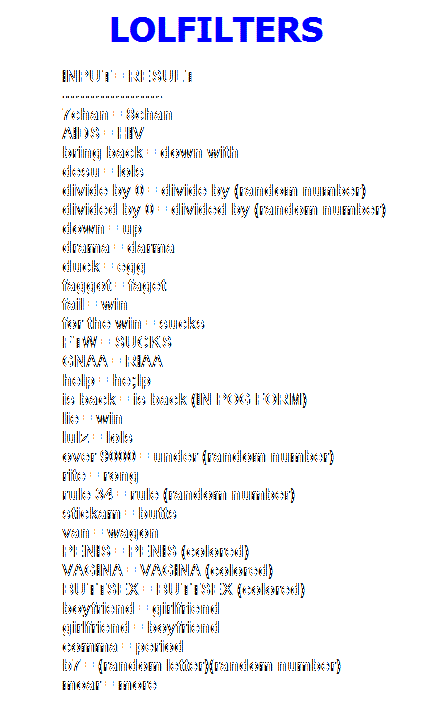 LOLFILTERS
INPUT - RESULT
-------------------------
7chan - 8chan
AIDS - HIV
bring back - down with
desu - lols
divide by 0 - divide by (random number)
divided by 0 - divided by (random number)
down - up
drama - darma
duck - egg
faggot - faget
fail - win
for the win - sucks
FTW - SUCKS
GNAA - RIAA
help - he;lp
is back - is back (IN POG FORM)
lie - win
lulz - lols
over 9000 - under (random number)
rite - rong
rule 34 - rule (random number)
stickam - butts
van - wagon
PENIS - PENIS (colored)
VAGINA - VAGINA (colored)
BUTTSEX - BUTTSEX (colored)
boyfriend - girlfriend
girlfriend - boyfriend
comma - period
b7 - (random letter)(random number)
moar - more